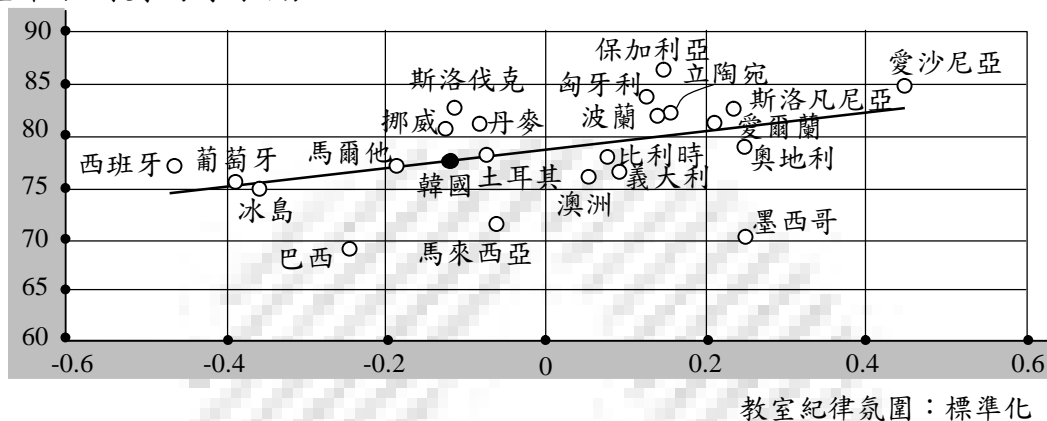 90
保加利亞
愛沙尼亞
85
斯洛伐克
匈牙利
立陶宛
斯洛凡尼亞
80
挪威
丹麥
波蘭
愛爾蘭
西班牙
葡萄牙
馬爾他
韓國
土耳其
比利時
奧地利
75
冰島
澳洲
義大利
70
巴西
馬來西亞
墨西哥
65
60
-0.6 -0.4 -0.2 0 0.2 0.4 0.6
教室紀律氛圍：標準化